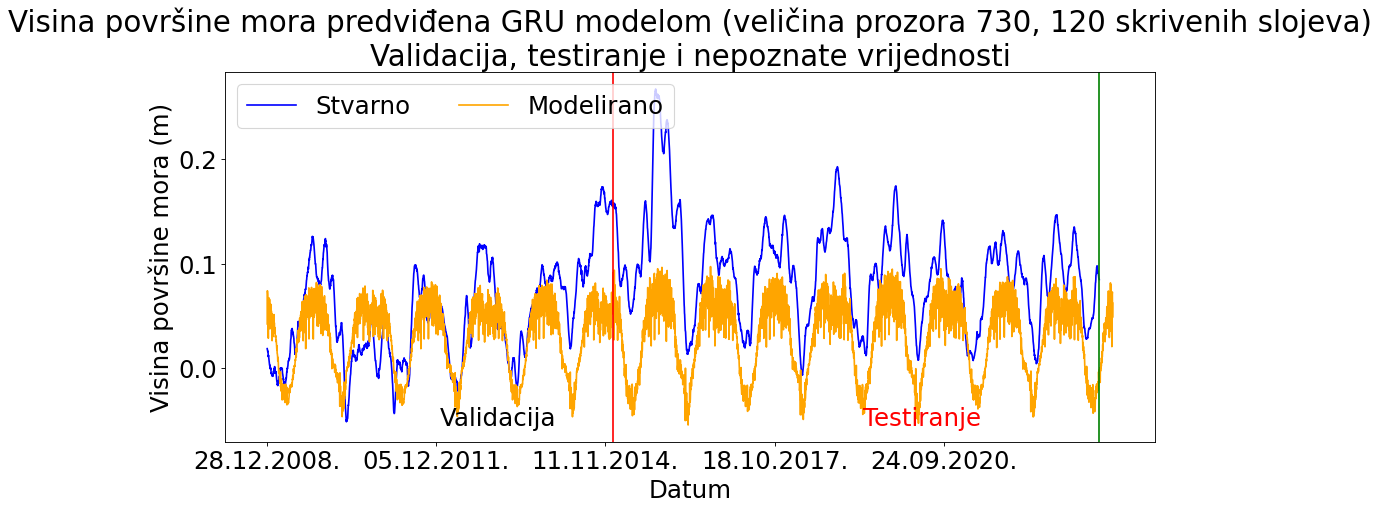 Visina površine mora predviđena GRU modelom (veličina prozora 730, 120 skrivenih slojeva)
Validacija, testiranje i nepoznate vrijednosti
Stvarno
Modelirano
Visina površine mora (m)
0.2
0.1
0.0
Validacija
Testiranje
28.12.2008.
05.12.2011.
11.11.2014.
18.10.2017.
24.09.2020.
Datum